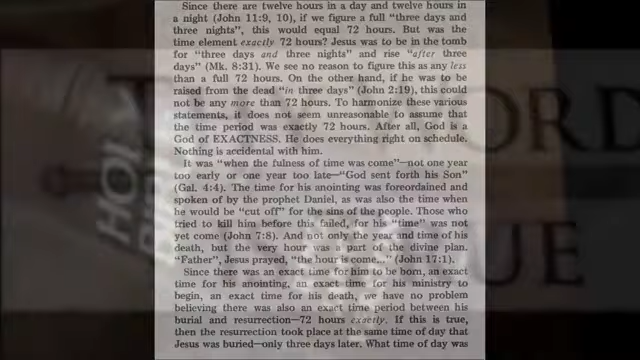 Since there are twelve hours in a day and twelve hours in
a night (John 11:9, 10), if we figure a full "three days and
three nights", this would equal 72 hours. But was the
time element exactly 72 hours? Jesus was to be in the tomb
for "three days and three nights" and rise "after three
days" (Mk. 8:31). We see no reason to figure this as any less
than a full 72 hours. On the other hand, if he was to be
raised from the dead "in three days" (John 2:19), this could
not be any more than 72 hours. To harmonize these various
statements, it does not seem unreasonable to assume that
the time period was exactly 72 hours. After all, God is a
God of EXACTNESS. He does everything right on schedule.
Nothing is accidental with him.
It was "when the fulness of time was come"—not one year
too early or one year too late—"God sent forth his Son"
(Gal. 4:4). The time for his anointing was foreordained and
spoken of by the prophet Daniel, as was also the time when
he would be "cut off" for the sins of the people. Those who
tried to kill him before this failed, for his "time" was not
yet come (John 7:8). And not only the year and time of his
death, but the very hour was a part of the divine plan.
"Father", Jesus prayed, "the hour is come..." (John 17:1).
Since there was an exact time for him to be born, an exact
time for his anointing, an exact time for his ministry to
begin, an exact time for his death, we have no problem
believing there was also an exact time period between his
burial and resurrection—72 hours exactly. If this is true,
then the resurrection took place at the same time of day that
Jesus was buried—only three days later. What time of day was
HOL
ORD
UE